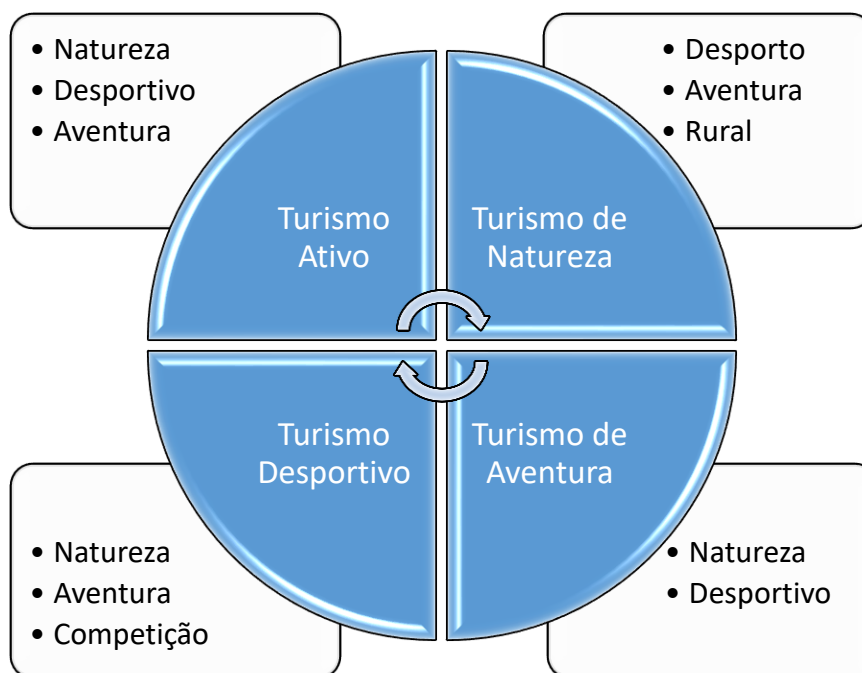 • Natureza
• Desportivo
• Aventura
• Desporto
• Aventura
• Rural
Turismo
Ativo
Turismo de
Natureza
Turismo
Desportivo
Turismo de
Aventura
• Natureza
• Aventura
• Competição
• Natureza
• Desportivo